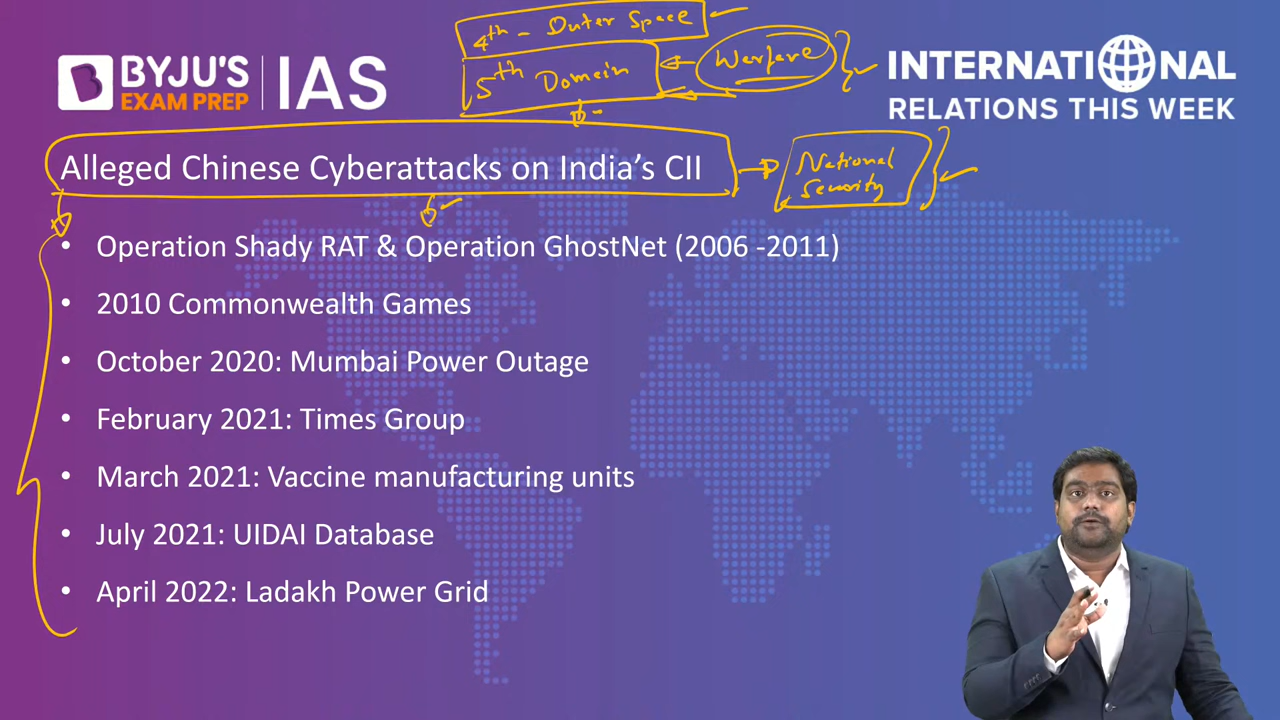 4th - Outer Space
5th Domain
Warfare
BYJU'S
EXAM PREP
IAS
INTERNATIONAL
RELATIONS THIS WEEK
Alleged Chinese Cyberattacks on India's CII
National
Security
• Operation Shady RAT & Operation GhostNet (2006 -2011)
• 2010 Commonwealth Games
• October 2020: Mumbai Power Outage
• February 2021: Times Group
• March 2021: Vaccine manufacturing units
• July 2021: UIDAI Database
• April 2022: Ladakh Power Grid